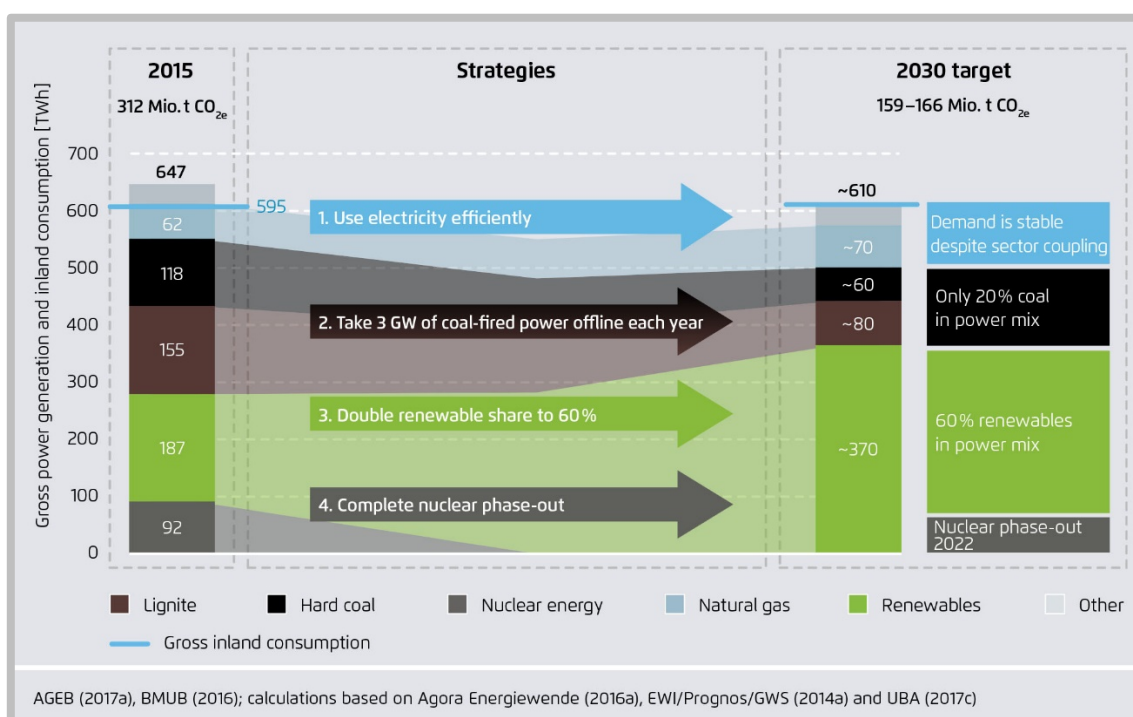 2015
312 Mio. t CO2e
Strategies
2030 target
159–166 Mio. t CO2e
Gross power generation and inland consumption [TWh]
700
600
500
400
300
200
100
0
647
595
62
118
155
187
92
1. Use electricity efficiently
2. Take 3 GW of coal-fired power offline each year
3. Double renewable share to 60 %
4. Complete nuclear phase-out
~610
~70
~60
~80
~370
Demand is stable
despite sector coupling
Only 20 % coal
in power mix
60 % renewables
in power mix
Nuclear phase-out
2022
Lignite
Hard coal
Nuclear energy
Natural gas
Renewables
Other
Gross inland consumption
AGEB (2017a), BMUB (2016); calculations based on Agora Energiewende (2016a), EWI/Prognos/GWS (2014a) and UBA (2017c)